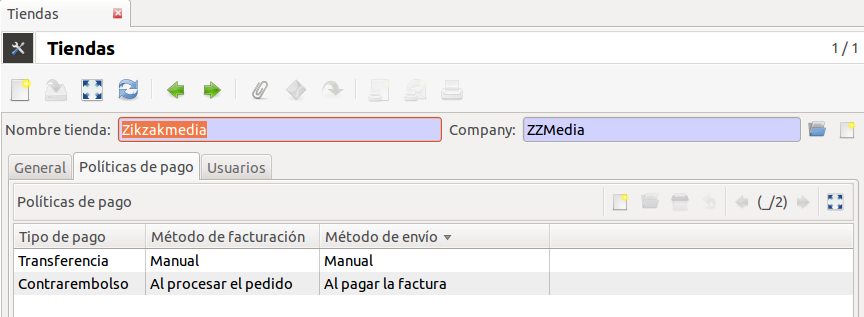 Tiendas
Tiendas 1 / 1
Nombre tienda: Zikzakmedia Company: ZZMedia
General Políticas de pago Usuarios
Políticas de pago (_/2)
Tipo de pago Método de facturación Método de envío
Transferencia Manual Manual
Contrarembolso Al procesar el pedido Al pagar la factura